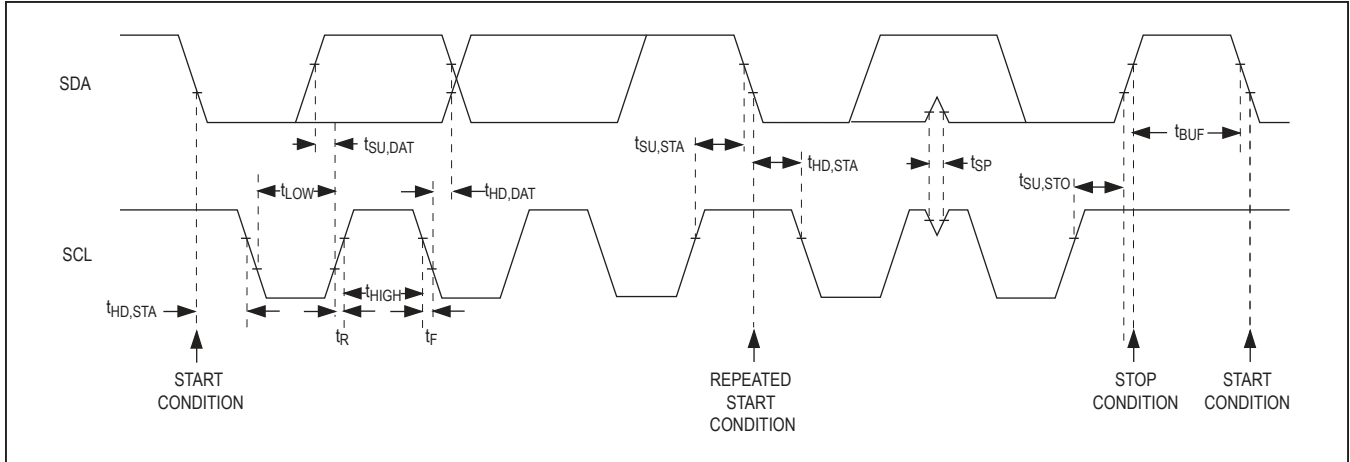 SDA
tSU,DAT
tSU,STA
tHD,STA
tSP
tBUF
tLOW
tHD,DAT
tSU,STO
SCL
tHIGH
tHD,STA
tR
tF
START
CONDITION
REPEATED
START
CONDITION
STOP
CONDITION
START
CONDITION